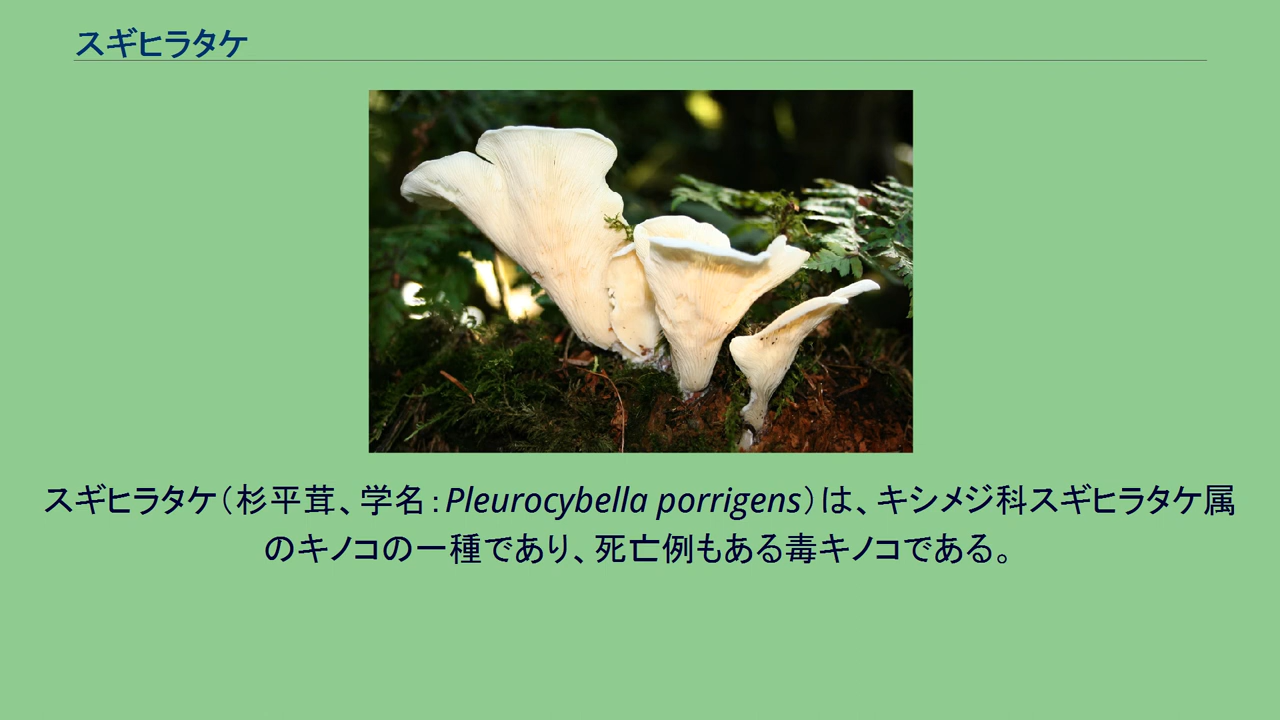 スギヒラタケ
スギヒラタケ（杉平茸、学名：Pleurocybella porrigens）は、キシメジ科スギヒラタケ属
のキノコの一種であり、死亡例もある毒キノコである。